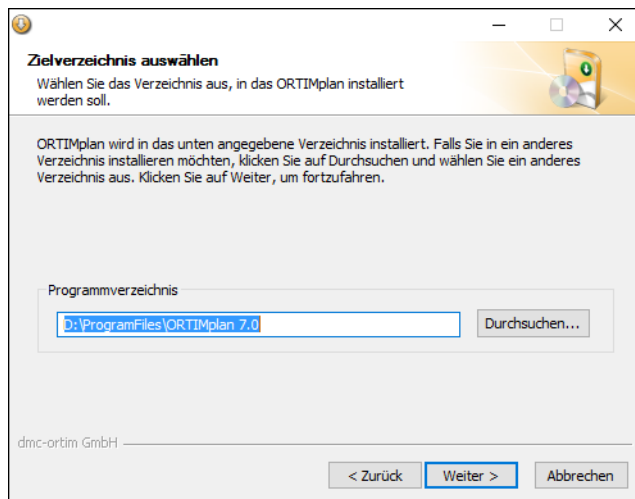 Zielverzeichnis auswählen
Wählen Sie das Verzeichnis aus, in das ORTIMplan installiert
werden soll.
ORTIMplan wird in das unten angegebene Verzeichnis installiert. Falls Sie in ein anderes
Verzeichnis installieren möchten, klicken Sie auf Durchsuchen und wählen Sie ein anderes
Verzeichnis aus. Klicken Sie auf Weiter, um fortzufahren.
Programmverzeichnis
D:\ProgramFiles\ORTIMplan 7.0
Durchsuchen...
dmc-ortim GmbH
< Zurück
Weiter >
Abbrechen